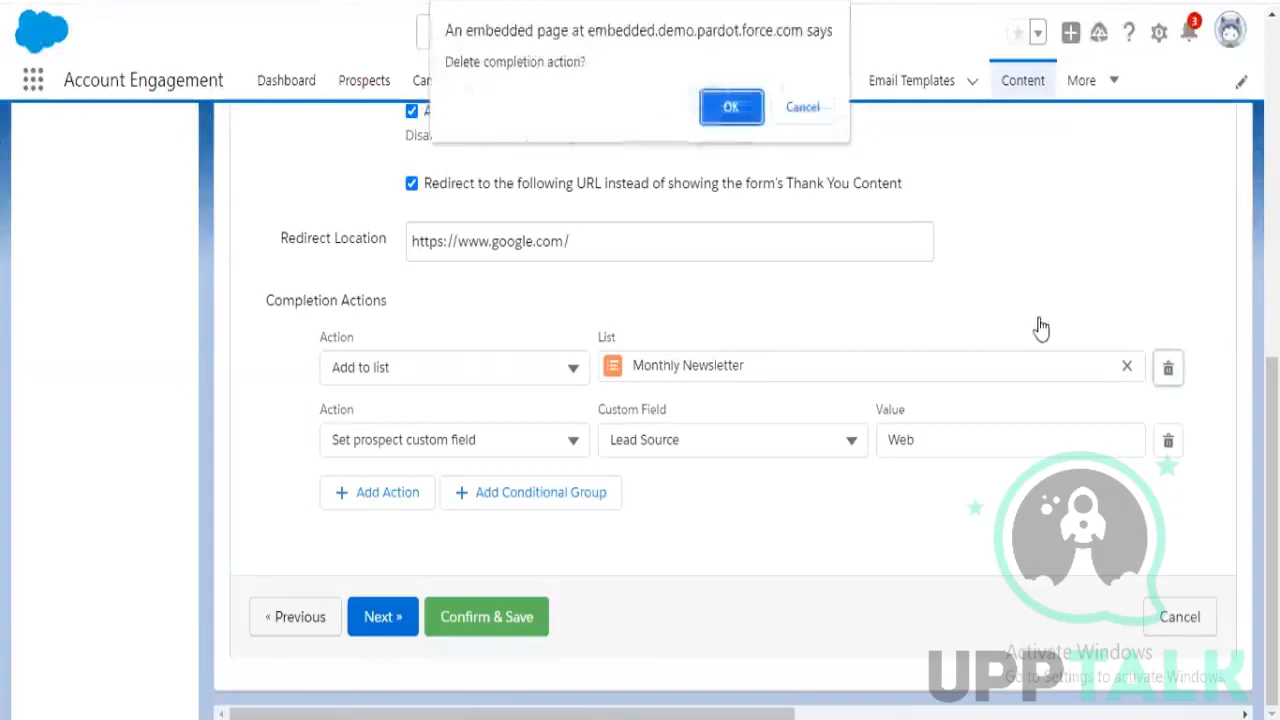 An embedded page at embedded.demo.pardot.force.com says
Delete completion action?
OK Cancel
3
Account Engagement Dashboard Prospects Email Templates Content More
Redirect to the following URL instead of showing the form's Thank You Content
Redirect Location https://www.google.com/
Completion Actions
Action List
Add to list Monthly Newsletter
Action Custom Field Value
Set prospect custom field Lead Source Web
+ Add Action + Add Conditional Group
« Previous Next » Confirm & Save Cancel
Activate Windows
Go to Settings to activate Windows.
UPPTALK